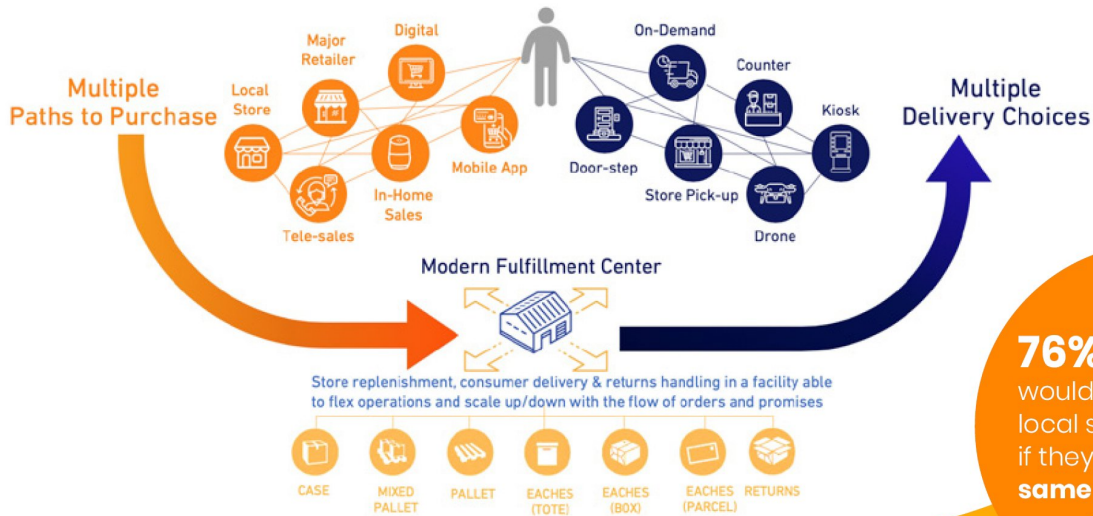 Multiple
Paths to Purchase
Local
Store
Major
Retailer
Digital
Tele-sales
In-Home
Sales
Mobile App
On-Demand
Counter
Kiosk
Door-step
Store Pick-up
Drone
Multiple
Delivery Choices
Modern Fulfillment Center
Store replenishment, consumer delivery & returns handling in a facility able
to flex operations and scale up/down with the flow of orders and promises
CASE
MIXED
PALLET
PALLET
EACHES
(TOTE)
EACHES
(BOX)
EACHES
(PARCEL)
RETURNS
76%
would
local
if they
same